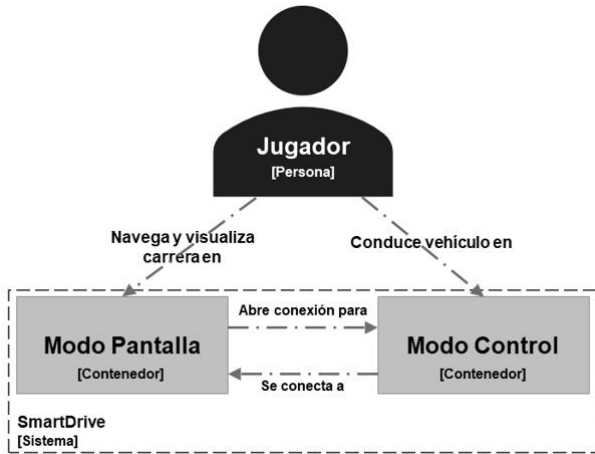 Jugador
[Persona]
Navega y visualiza
carrera en
Conduce vehículo en
Modo Pantalla
[Contenedor]
Abre conexión para
Se conecta a
Modo Control
[Contenedor]
SmartDrive
[Sistema]